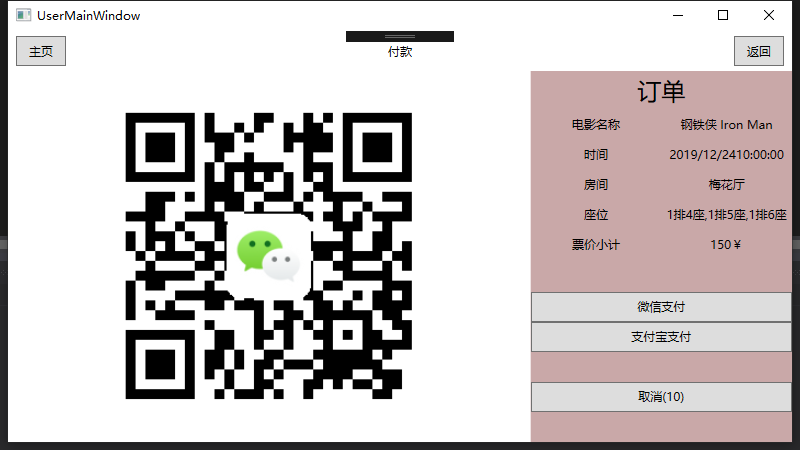 UserMainWindow
主页
付款
返回
订单
电影名称 钢铁侠 Iron Man
时间 2019/12/2410:00:00
房间 梅花厅
座位 1排4座,1排5座,1排6座
票价小计 150 ¥
微信支付
支付宝支付
取消(10)